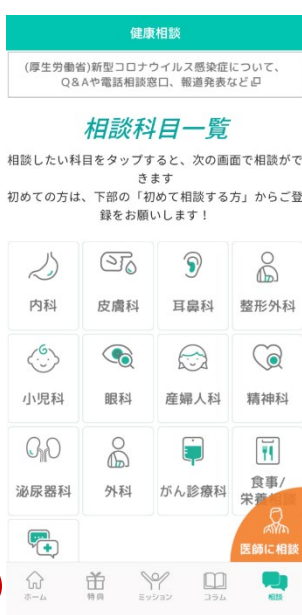 健康相談
(厚生労働省)新型コロナウイルス感染症について、
Q&Aや電話相談窓口、報道発表など
相談科目一覧
相談したい科目をタップすると、次の画面で相談がで
きます
初めての方は、下部の「初めて相談する方」からご登
録をお願いします！
内科 皮膚科 耳鼻科 整形外科
小児科 眼科 産婦人科 精神科
泌尿器科 外科 がん診療科 食事/
栄養
医師に相談
ホーム 特典 ミッション コラム 相談